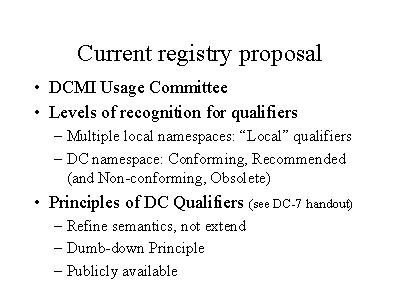 Current registry proposal
• DCMI Usage Committee
• Levels of recognition for qualifiers
– Multiple local namespaces: “Local” qualifiers
– DC namespace: Conforming, Recommended
(and Non-conforming, Obsolete)
• Principles of DC Qualifiers (see DC-7 handout)
– Refine semantics, not extend
– Dumb-down Principle
– Publicly available